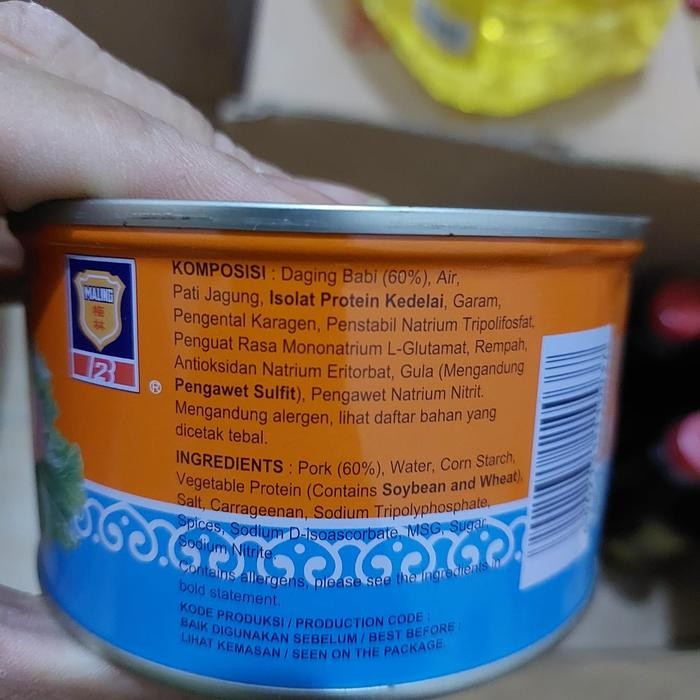 MALING
梅
林
B2
®
KOMPOSISI : Daging Babi (60%), Air,
Pati Jagung, Isolat Protein Kedelai, Garam,
Pengental Karagen, Penstabil Natrium Tripolifosfat,
Penguat Rasa Mononatrium L-Glutamat, Rempah,
Antioksidan Natrium Eritorbat, Gula (Mengandung
Pengawet Sulfit), Pengawet Natrium Nitrit.
Mengandung alergen, lihat daftar bahan yang
dicetak tebal.
INGREDIENTS : Pork (60%), Water, Corn Starch,
Vegetable Protein (Contains Soybean and Wheat),
Salt, Carrageenan, Sodium Tripolyphosphate,
Spices, Sodium D-Isoascorbate, MSG, Sugar,
Sodium Nitrite.
Contains allergens, please see the ingredients in
bold statement.
KODE PRODUKSI / PRODUCTION CODE :
BAIK DIGUNAKAN SEBELUM / BEST BEFORE :
LIHAT KEMASAN / SEEN ON THE PACKAGE.